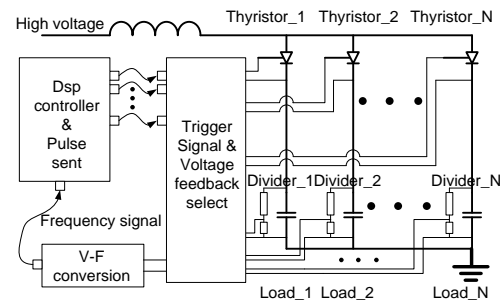 High voltage
Thyristor_1
Thyristor_2
Thyristor_N
Dsp
controller
&
Pulse
sent
Trigger
Signal &
Voltage
feedback
select
Divider_1
Divider_2
Divider_N
Frequency signal
V-F
conversion
Load_1
Load_2
Load_N